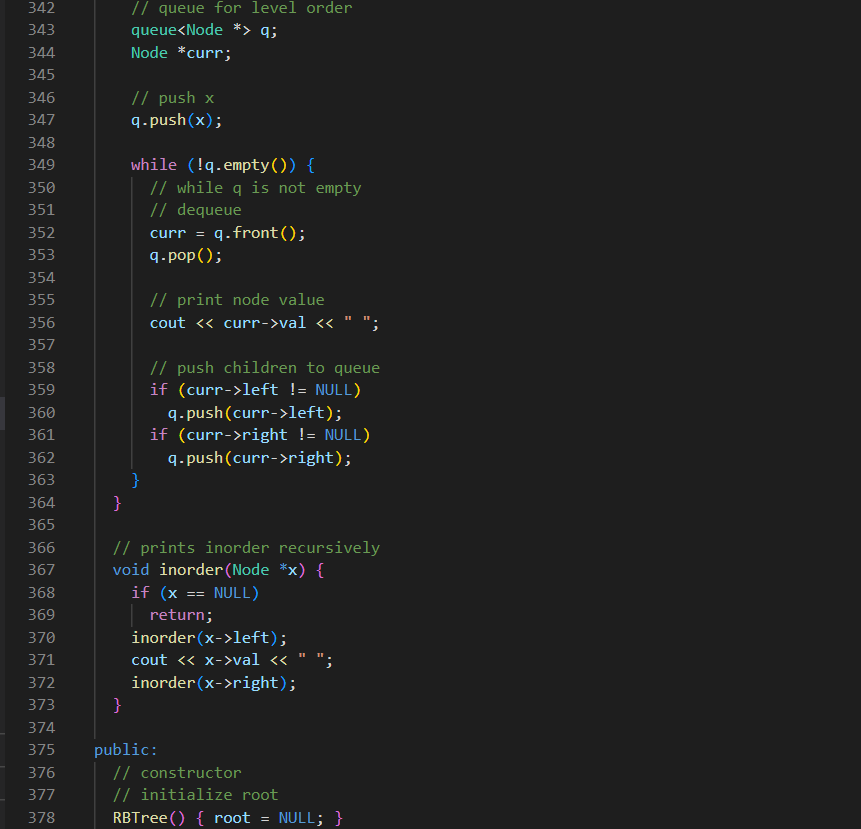 342 // queue for level order
343 queue<Node *> q;
344 Node *curr;
345
346 // push x
347 q.push(x);
348
349 while (!q.empty()) {
350 // while q is not empty
351 // dequeue
352 curr = q.front();
353 q.pop();
354
355 // print node value
356 cout << curr->val << " ";
357
358 // push children to queue
359 if (curr->left != NULL)
360 q.push(curr->left);
361 if (curr->right != NULL)
362 q.push(curr->right);
363 }
364 }
365
366 // prints inorder recursively
367 void inorder(Node *x) {
368 if (x == NULL)
369 return;
370 inorder(x->left);
371 cout << x->val << " ";
372 inorder(x->right);
373 }
374
375 public:
376 // constructor
377 // initialize root
378 RBTree() { root = NULL; }